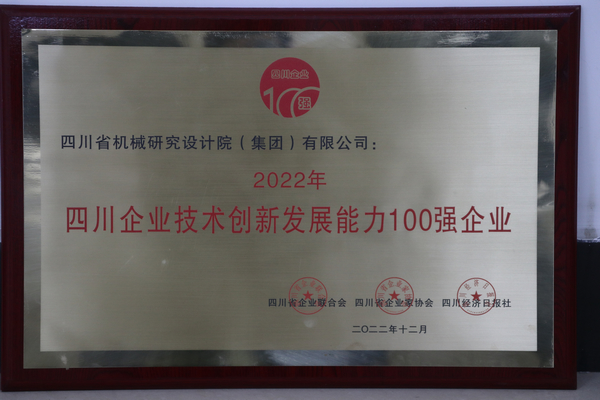 四川企业
100强
四川省机械研究设计院（集团）有限公司：
2022年
四川企业技术创新发展能力100强企业
四川省企业联合会 四川省企业家协会 四川经济日报社
二〇二二年十二月